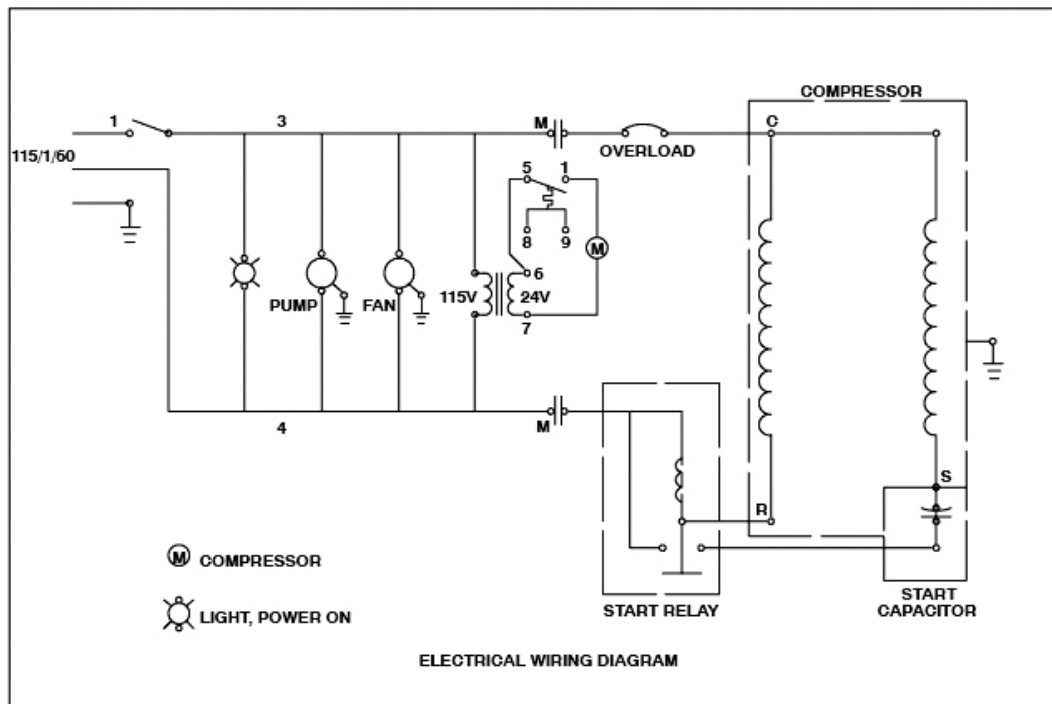 COMPRESSOR
1
3
M
C
OVERLOAD
115/1/60
5 1
8 9
M
6
PUMP
FAN
115V
24V
7
4
M
R
S
M COMPRESSOR
START RELAY
START
CAPACITOR
LIGHT, POWER ON
ELECTRICAL WIRING DIAGRAM